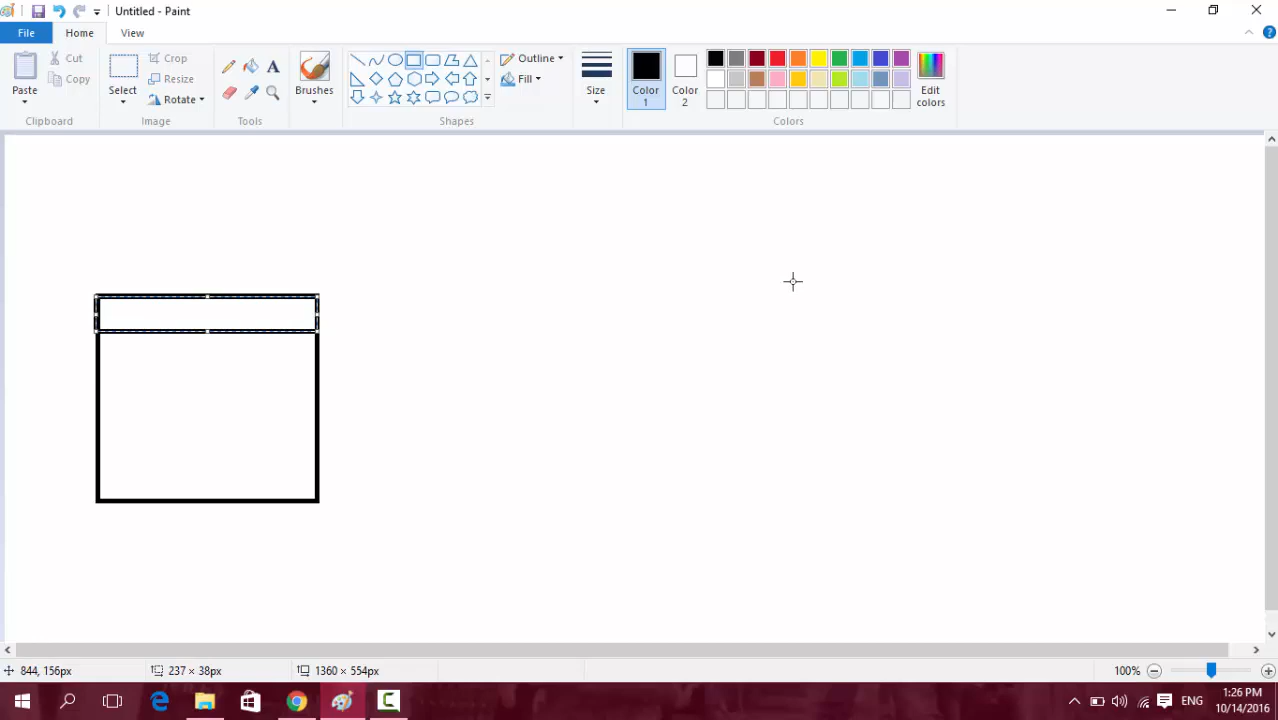 Untitled - Paint
File Home View
Paste
Cut
Copy
Clipboard
Select
Crop
Resize
Rotate
Image
A
Tools
Brushes
Outline
Fill
Shapes
Size
Color 1
Color 2
Edit colors
Colors
844, 156px
237 × 38px
1360 × 554px
100%
ENG
1:26 PM
10/14/2016